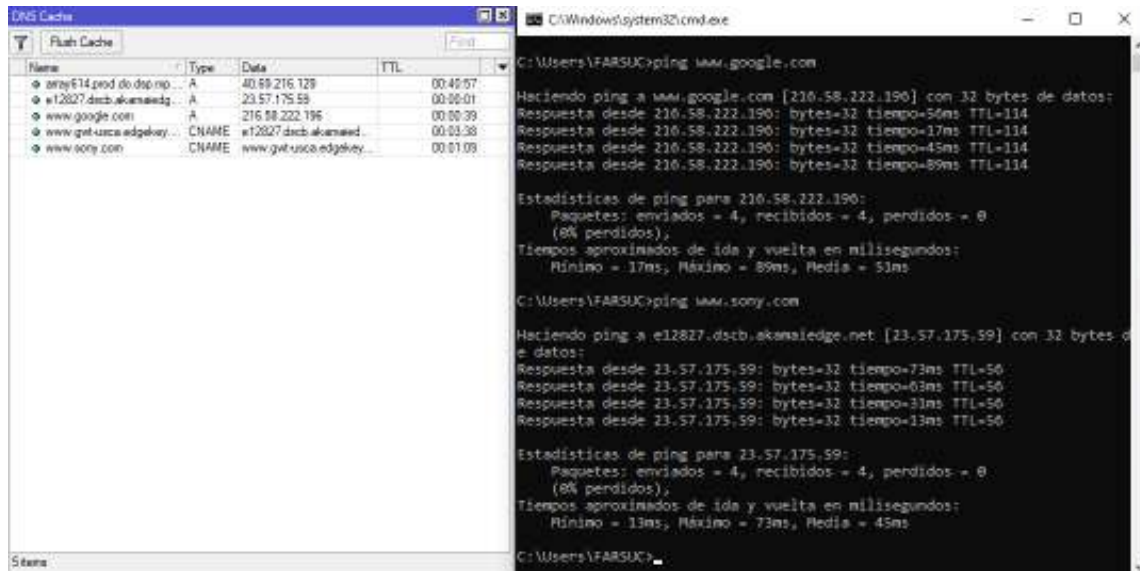 DNS Cache
Flush Cache
Find
Name Type Data TTL
array614.prod.do.dsp.mp... A 40.69.216.129 00:40:57
e12827.dscb.akamaiedg... A 23.57.175.59 00:00:01
www.google.com A 216.58.222.196 00:00:39
www.gwt-usca.edgekey... CNAME e12827.dscb.akamaied... 00:03:38
www.sony.com CNAME www.gwt-usca.edgekey... 00:01:09
5 items
C:\Windows\system32\cmd.exe
C:\Users\FARSUC>ping www.google.com
Haciendo ping a www.google.com [216.58.222.196] con 32 bytes de datos:
Respuesta desde 216.58.222.196: bytes=32 tiempo=56ms TTL=114
Respuesta desde 216.58.222.196: bytes=32 tiempo=17ms TTL=114
Respuesta desde 216.58.222.196: bytes=32 tiempo=45ms TTL=114
Respuesta desde 216.58.222.196: bytes=32 tiempo=89ms TTL=114
Estadísticas de ping para 216.58.222.196:
Paquetes: enviados = 4, recibidos = 4, perdidos = 0
(0% perdidos),
Tiempos aproximados de ida y vuelta en milisegundos:
Mínimo = 17ms, Máximo = 89ms, Media = 51ms
C:\Users\FARSUC>ping www.sony.com
Haciendo ping a e12827.dscb.akamaiedge.net [23.57.175.59] con 32 bytes d
e datos:
Respuesta desde 23.57.175.59: bytes=32 tiempo=73ms TTL=56
Respuesta desde 23.57.175.59: bytes=32 tiempo=63ms TTL=56
Respuesta desde 23.57.175.59: bytes=32 tiempo=31ms TTL=56
Respuesta desde 23.57.175.59: bytes=32 tiempo=13ms TTL=56
Estadísticas de ping para 23.57.175.59:
Paquetes: enviados = 4, recibidos = 4, perdidos = 0
(0% perdidos),
Tiempos aproximados de ida y vuelta en milisegundos:
Mínimo = 13ms, Máximo = 73ms, Media = 45ms
C:\Users\FARSUC>